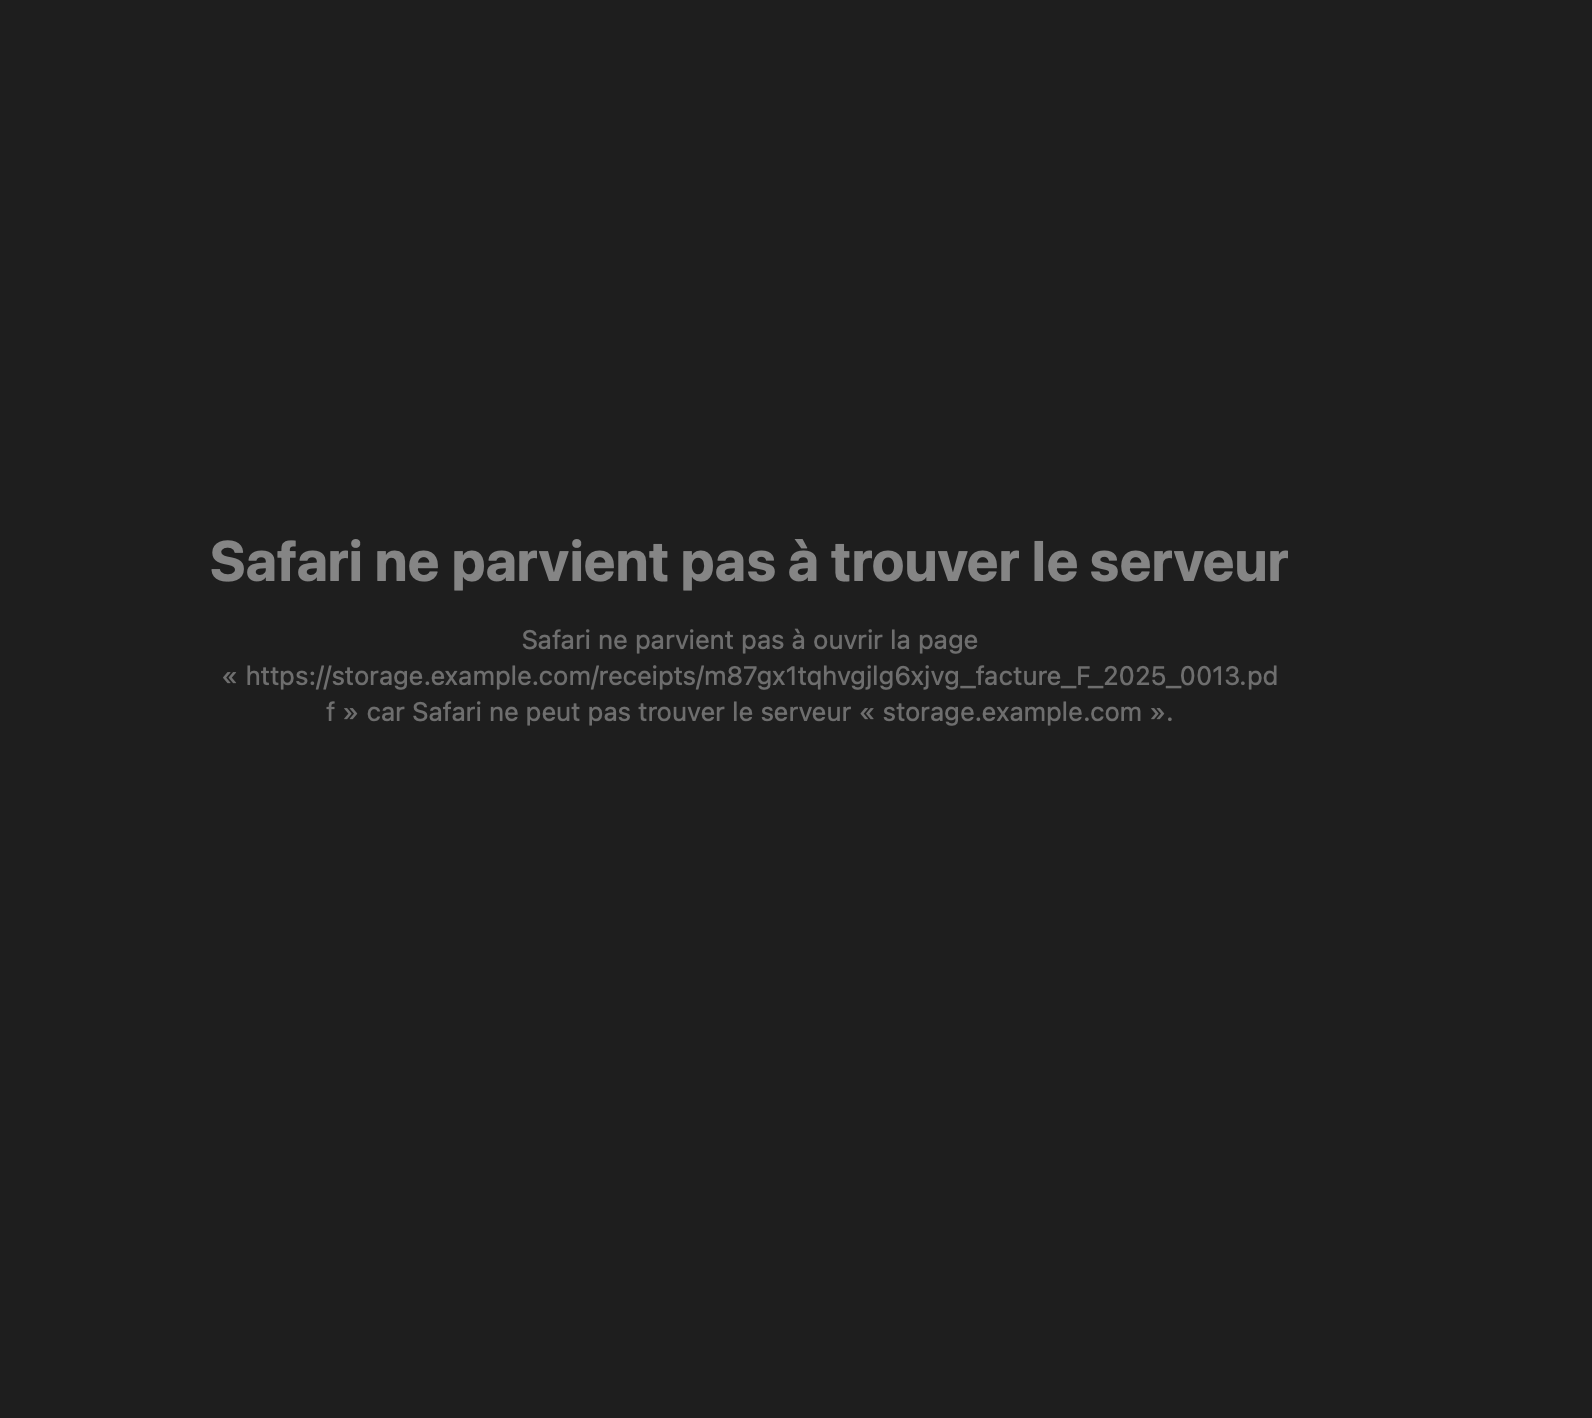 Safari ne parvient pas à trouver le serveur
Safari ne parvient pas à ouvrir la page
« https://storage.example.com/receipts/m87gx1tqhvgjlg6xjvg_facture_F_2025_0013.pd
f » car Safari ne peut pas trouver le serveur « storage.example.com ».